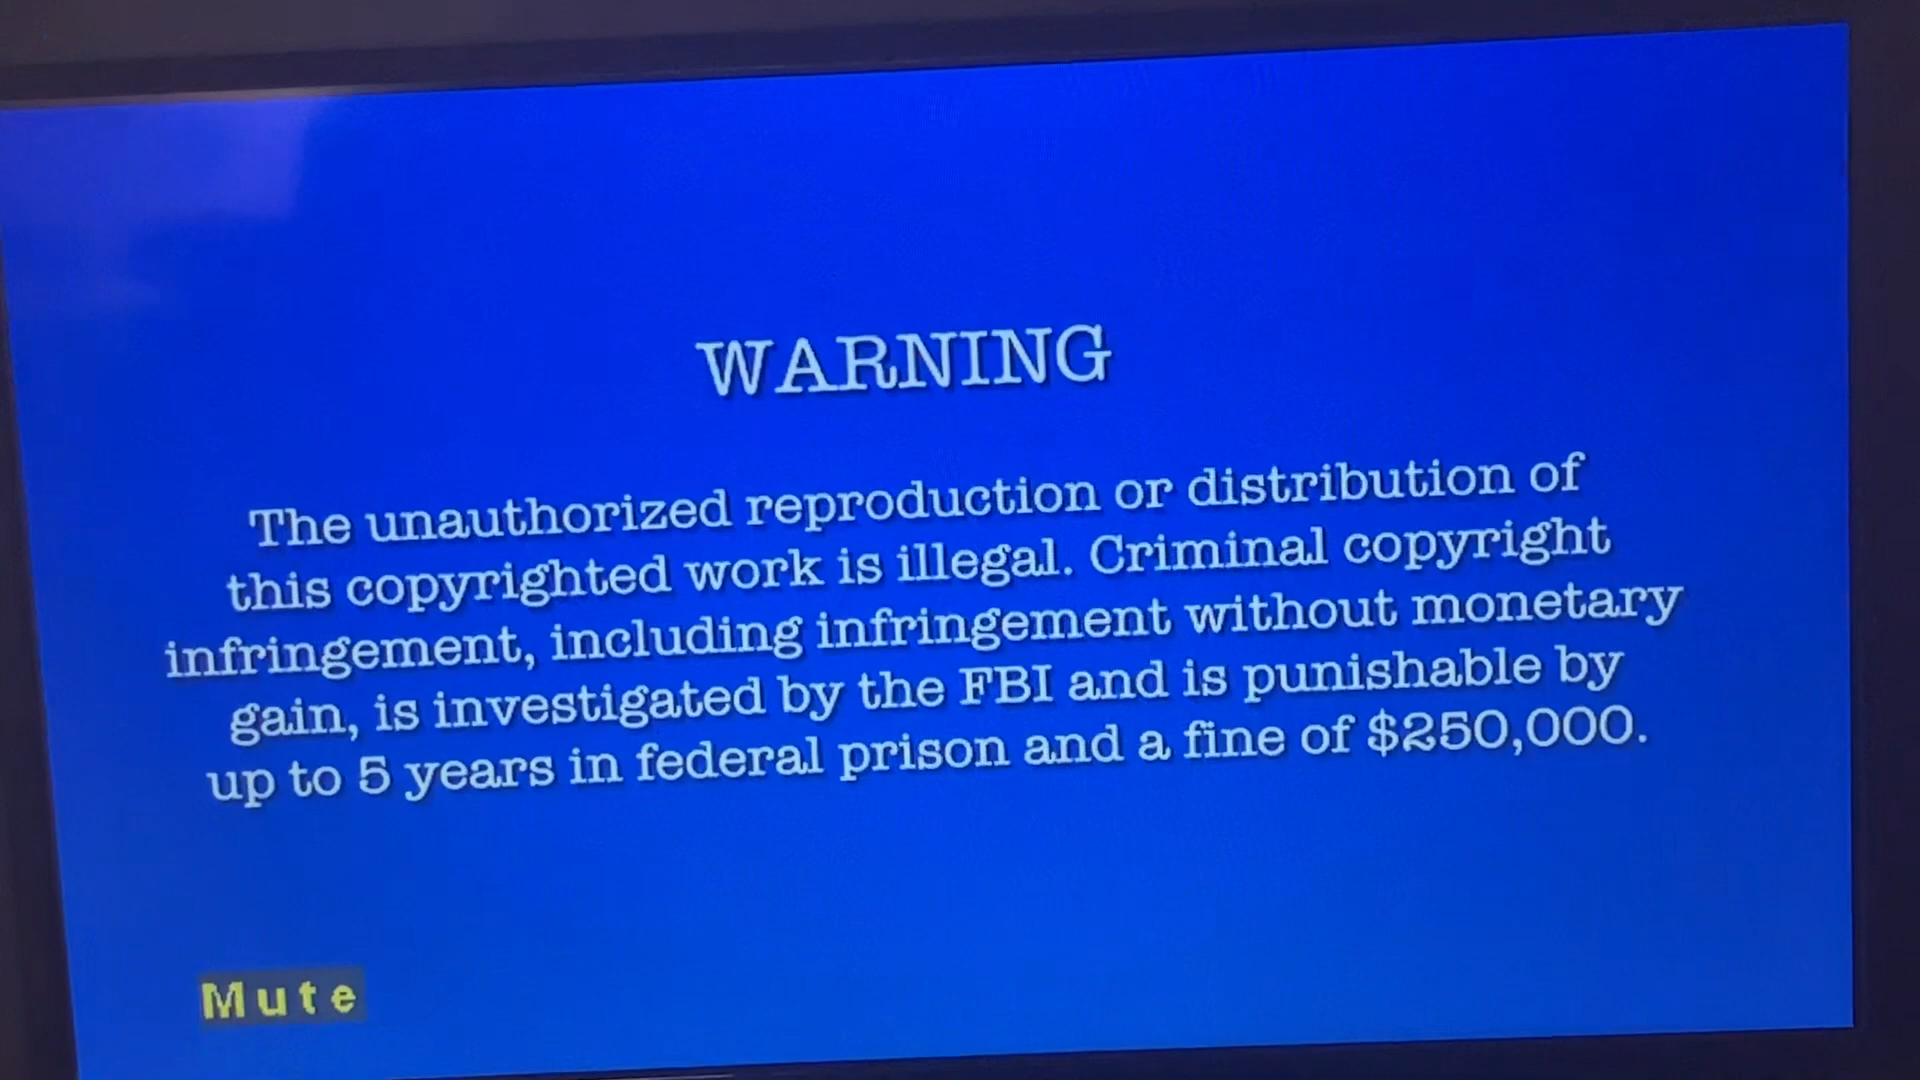 WARNING
The unauthorized reproduction or distribution of
this copyrighted work is illegal. Criminal copyright
infringement, including infringement without monetary
gain, is investigated by the FBI and is punishable by
up to 5 years in federal prison and a fine of $250,000.
Mute